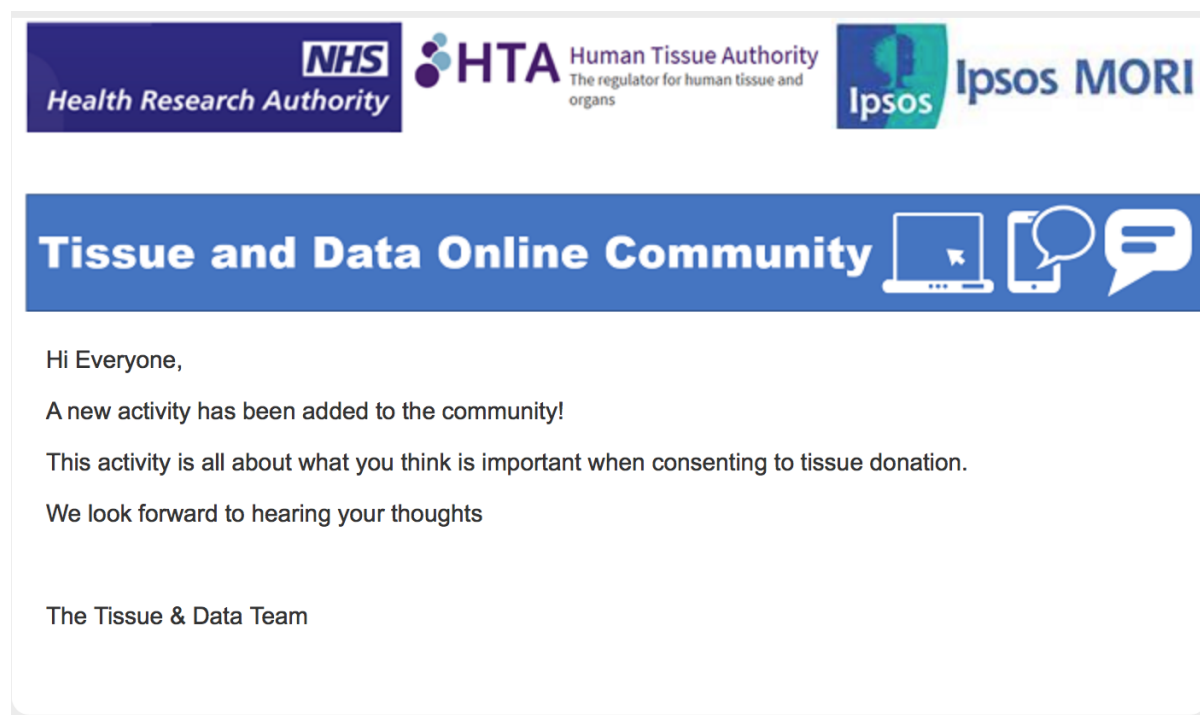 NHS
Health Research Authority
HTA
Human Tissue Authority
The regulator for human tissue and
organs
Ipsos
Ipsos MORI
Tissue and Data Online Community
Hi Everyone,
A new activity has been added to the community!
This activity is all about what you think is important when consenting to tissue donation.
We look forward to hearing your thoughts
The Tissue & Data Team